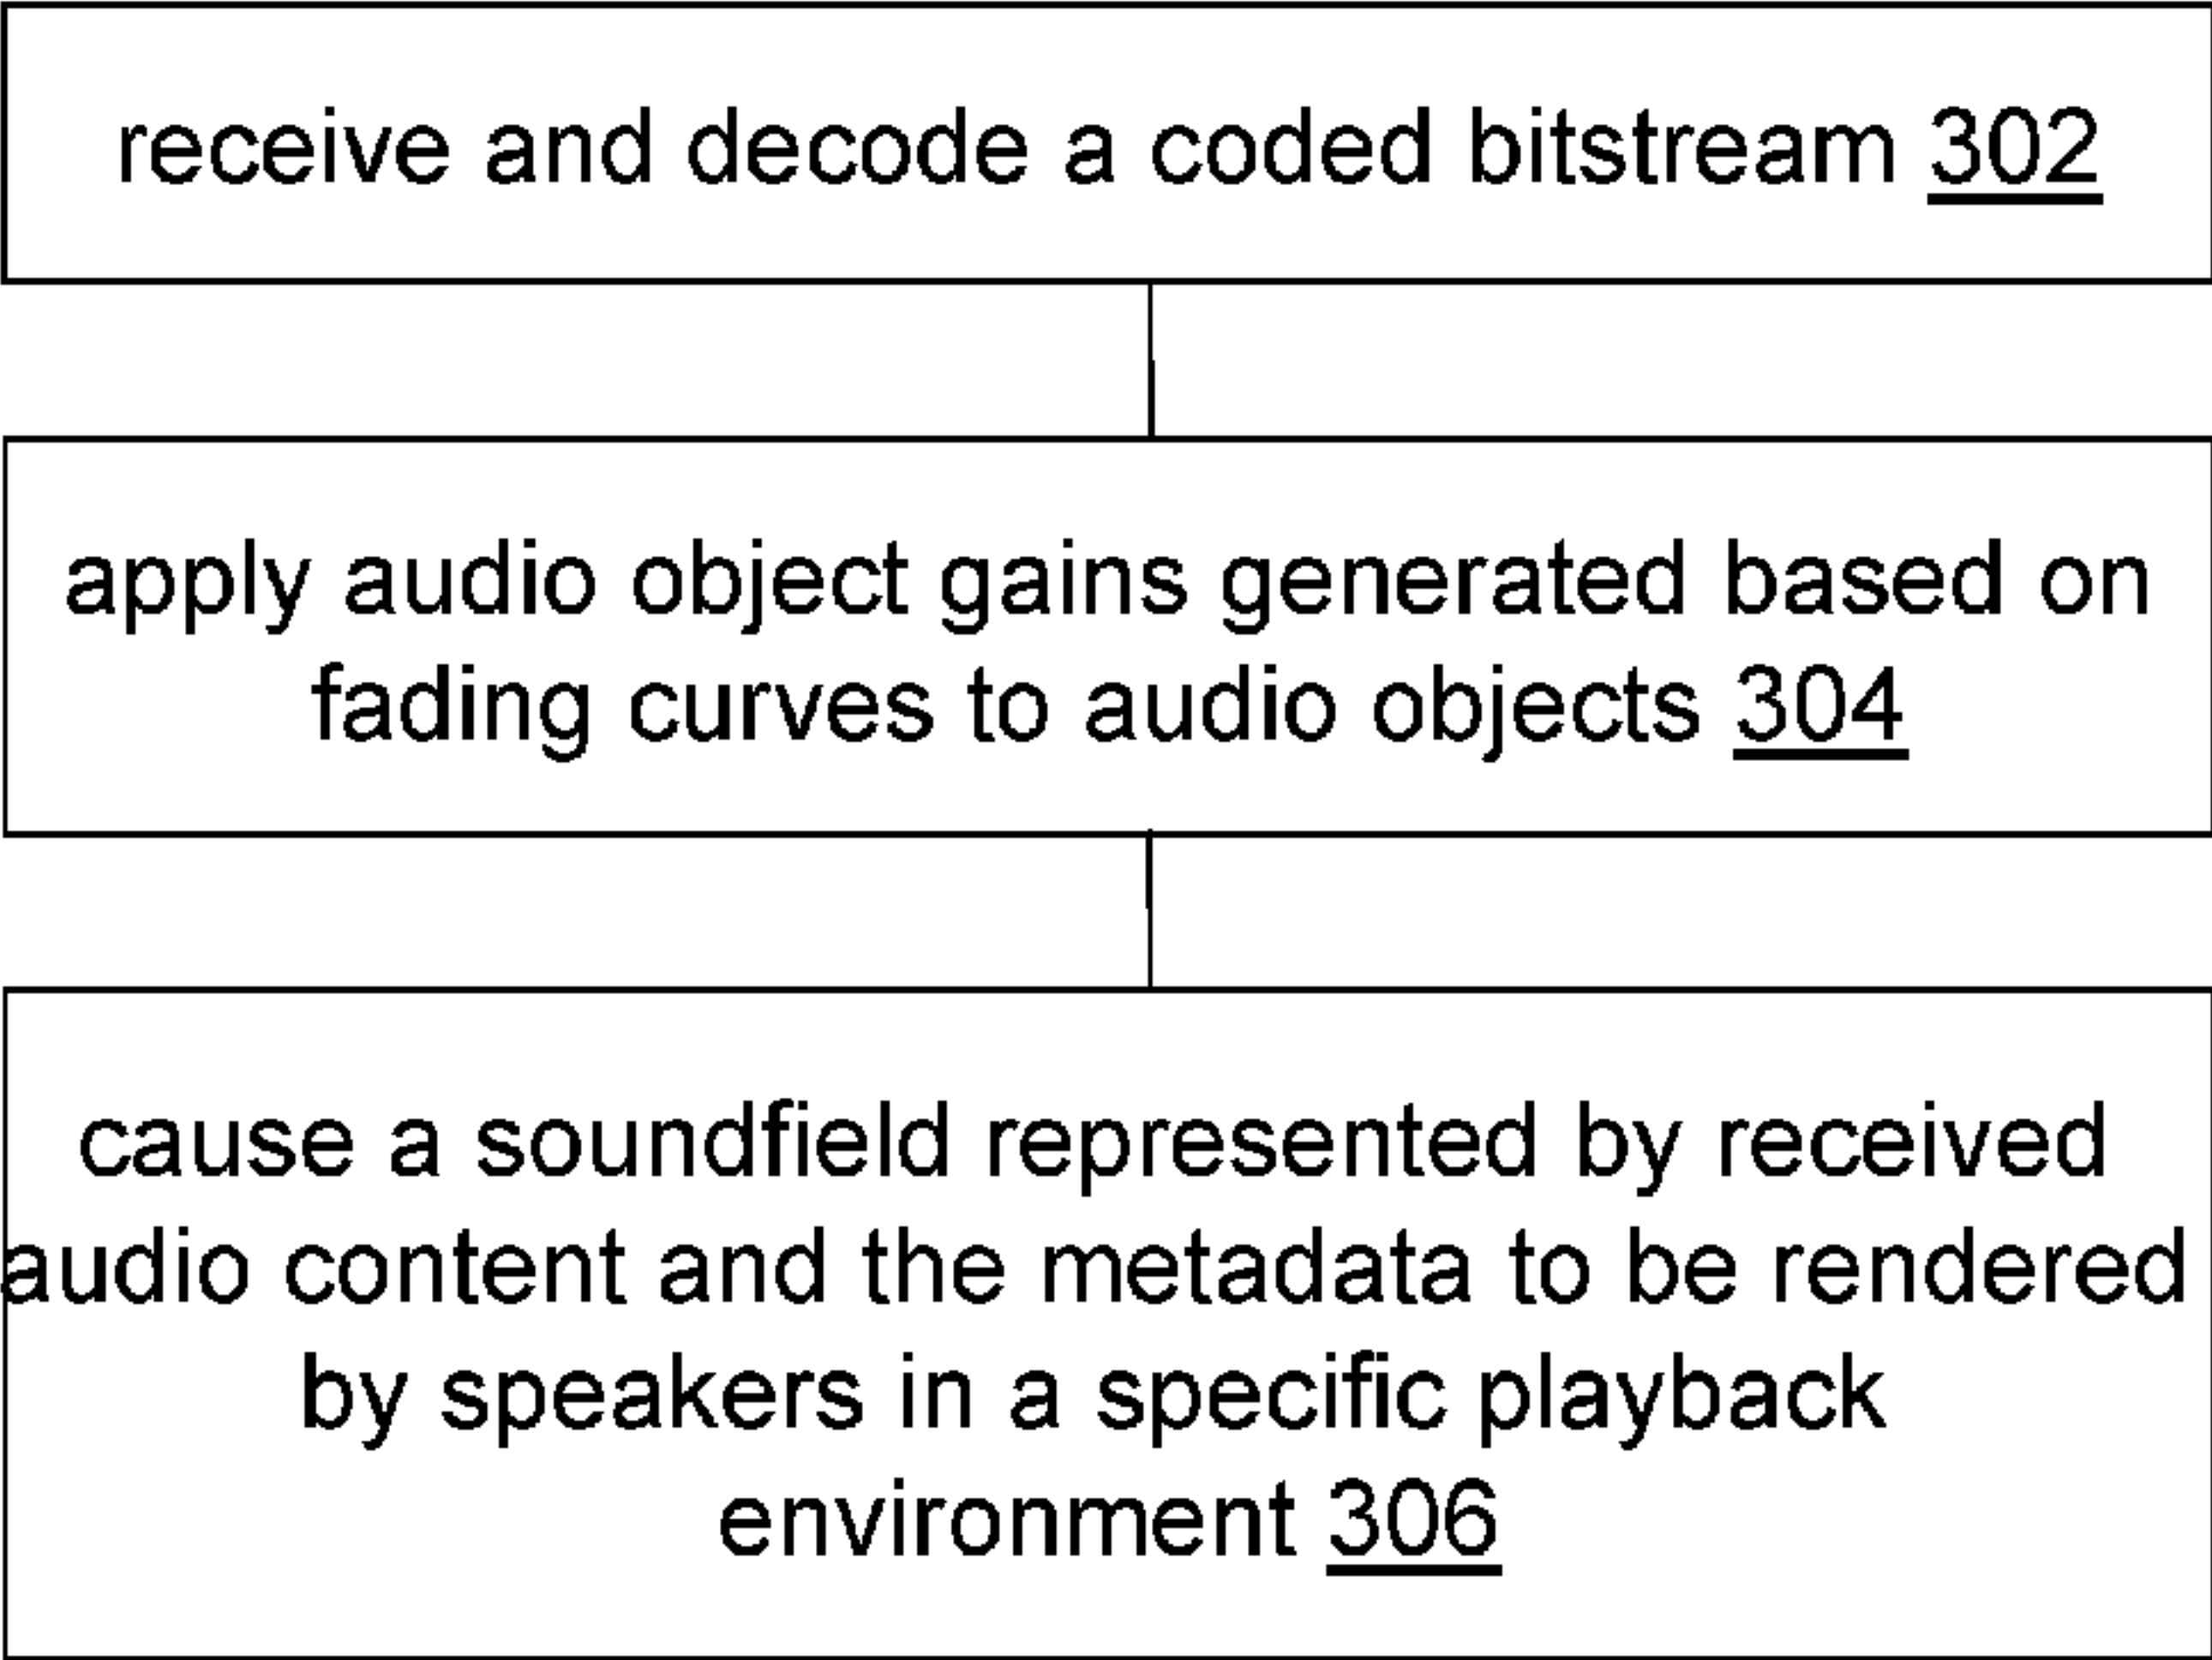 receive and decode a coded bitstream 302
apply audio object gains generated based on
fading curves to audio objects 304
cause a soundfield represented by received
audio content and the metadata to be rendered
by speakers in a specific playback
environment 306